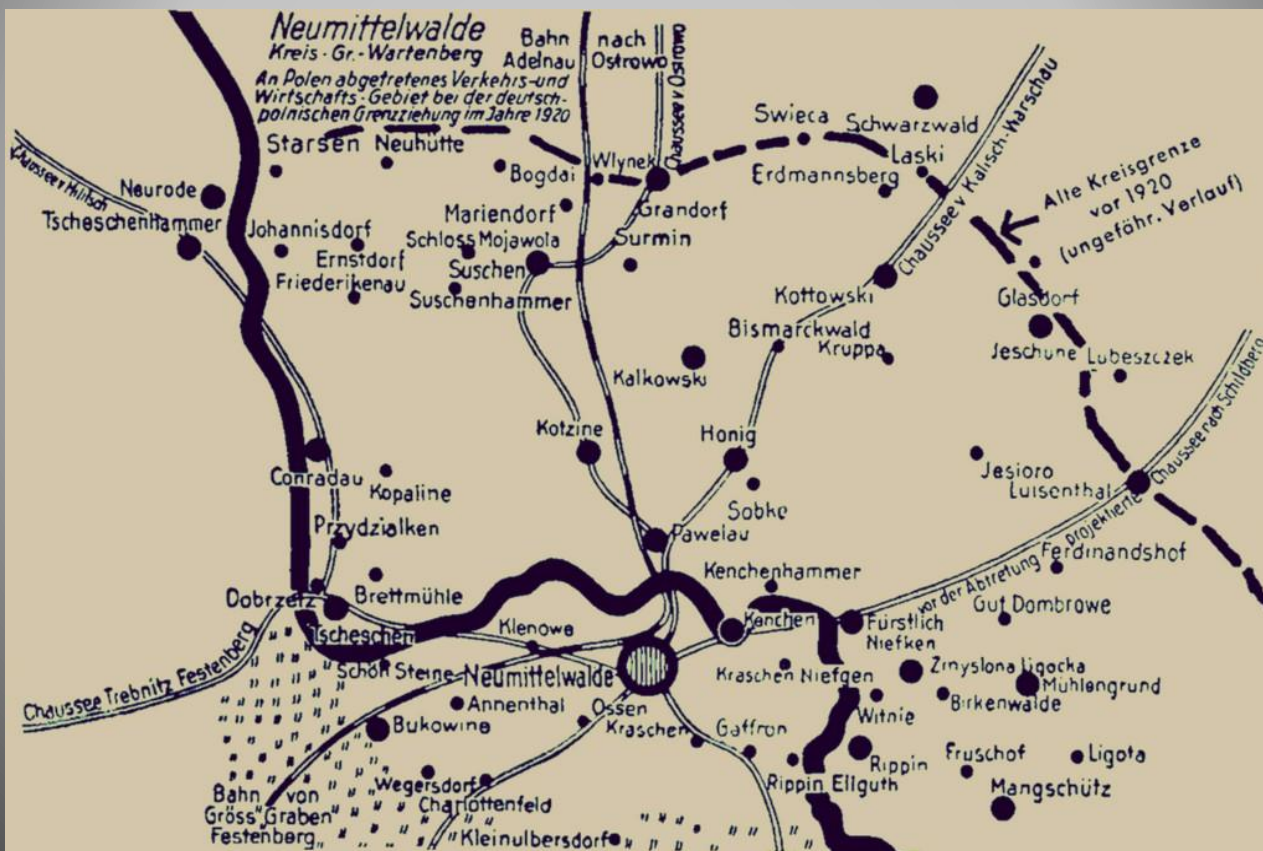 Neumittelwalde
Kreis-Gr.-Wartenberg
An Polen abgetretenes Verkehrs-und
Wirtschafts-Gebiet bei der deutsch-
polnischen Grenzziehung im Jahre 1920
Bahn nach
Adelnau Ostrowo
Chaussee v Ostrowo
Chaussee v Militsch
Starsen Neuhütte
Bogdai
Wlynek
Swieca
Schwarzwald
Laski
Erdmannsberg
Chaussee v Kalisch-Warschau
Alte Kreisgrenze
vor 1920
(ungefähr. Verlauf)
Neurode
Tscheschenhammer
Johannisdorf
Ernstdorf
Friederikenau
Mariendorf
Schloss Mojawola
Suschen
Suschenhammer
Grandorf
Surmin
Kottowski
Bismarckwald
Kruppa
Glasdorf
Jeschune
Lubeszczek
Kalkowski
Kotzine
Honig
Sobke
Pawelau
Conradau
Kopaline
Przydzialken
Jesioro
Luisenthal
Chaussee nach Schildberg
vor der Abtretung projektierte
Ferdinandshof
Gut Dombrowe
Kenchenhammer
Kenchen
Fürstlich
Niefken
Dobrzetz
Brettmühle
Tscheschen
Klenowe
Schön Steine
Neumittelwalde
Kraschen Niefgen
Zmyslona Ligocka
Mühlengrund
Birkenwalde
Witnie
Chaussee Trebnitz Festenberg
Annenthal
Ossen
Bukowine
Kraschen
Gaffron
Rippin
Fruschof
Ligota
Rippin Ellguth
Mangschütz
Wegersdorf
Charlottenfeld
Kleinulbersdorf
Bahn von
Gröss Graben
Festenberg